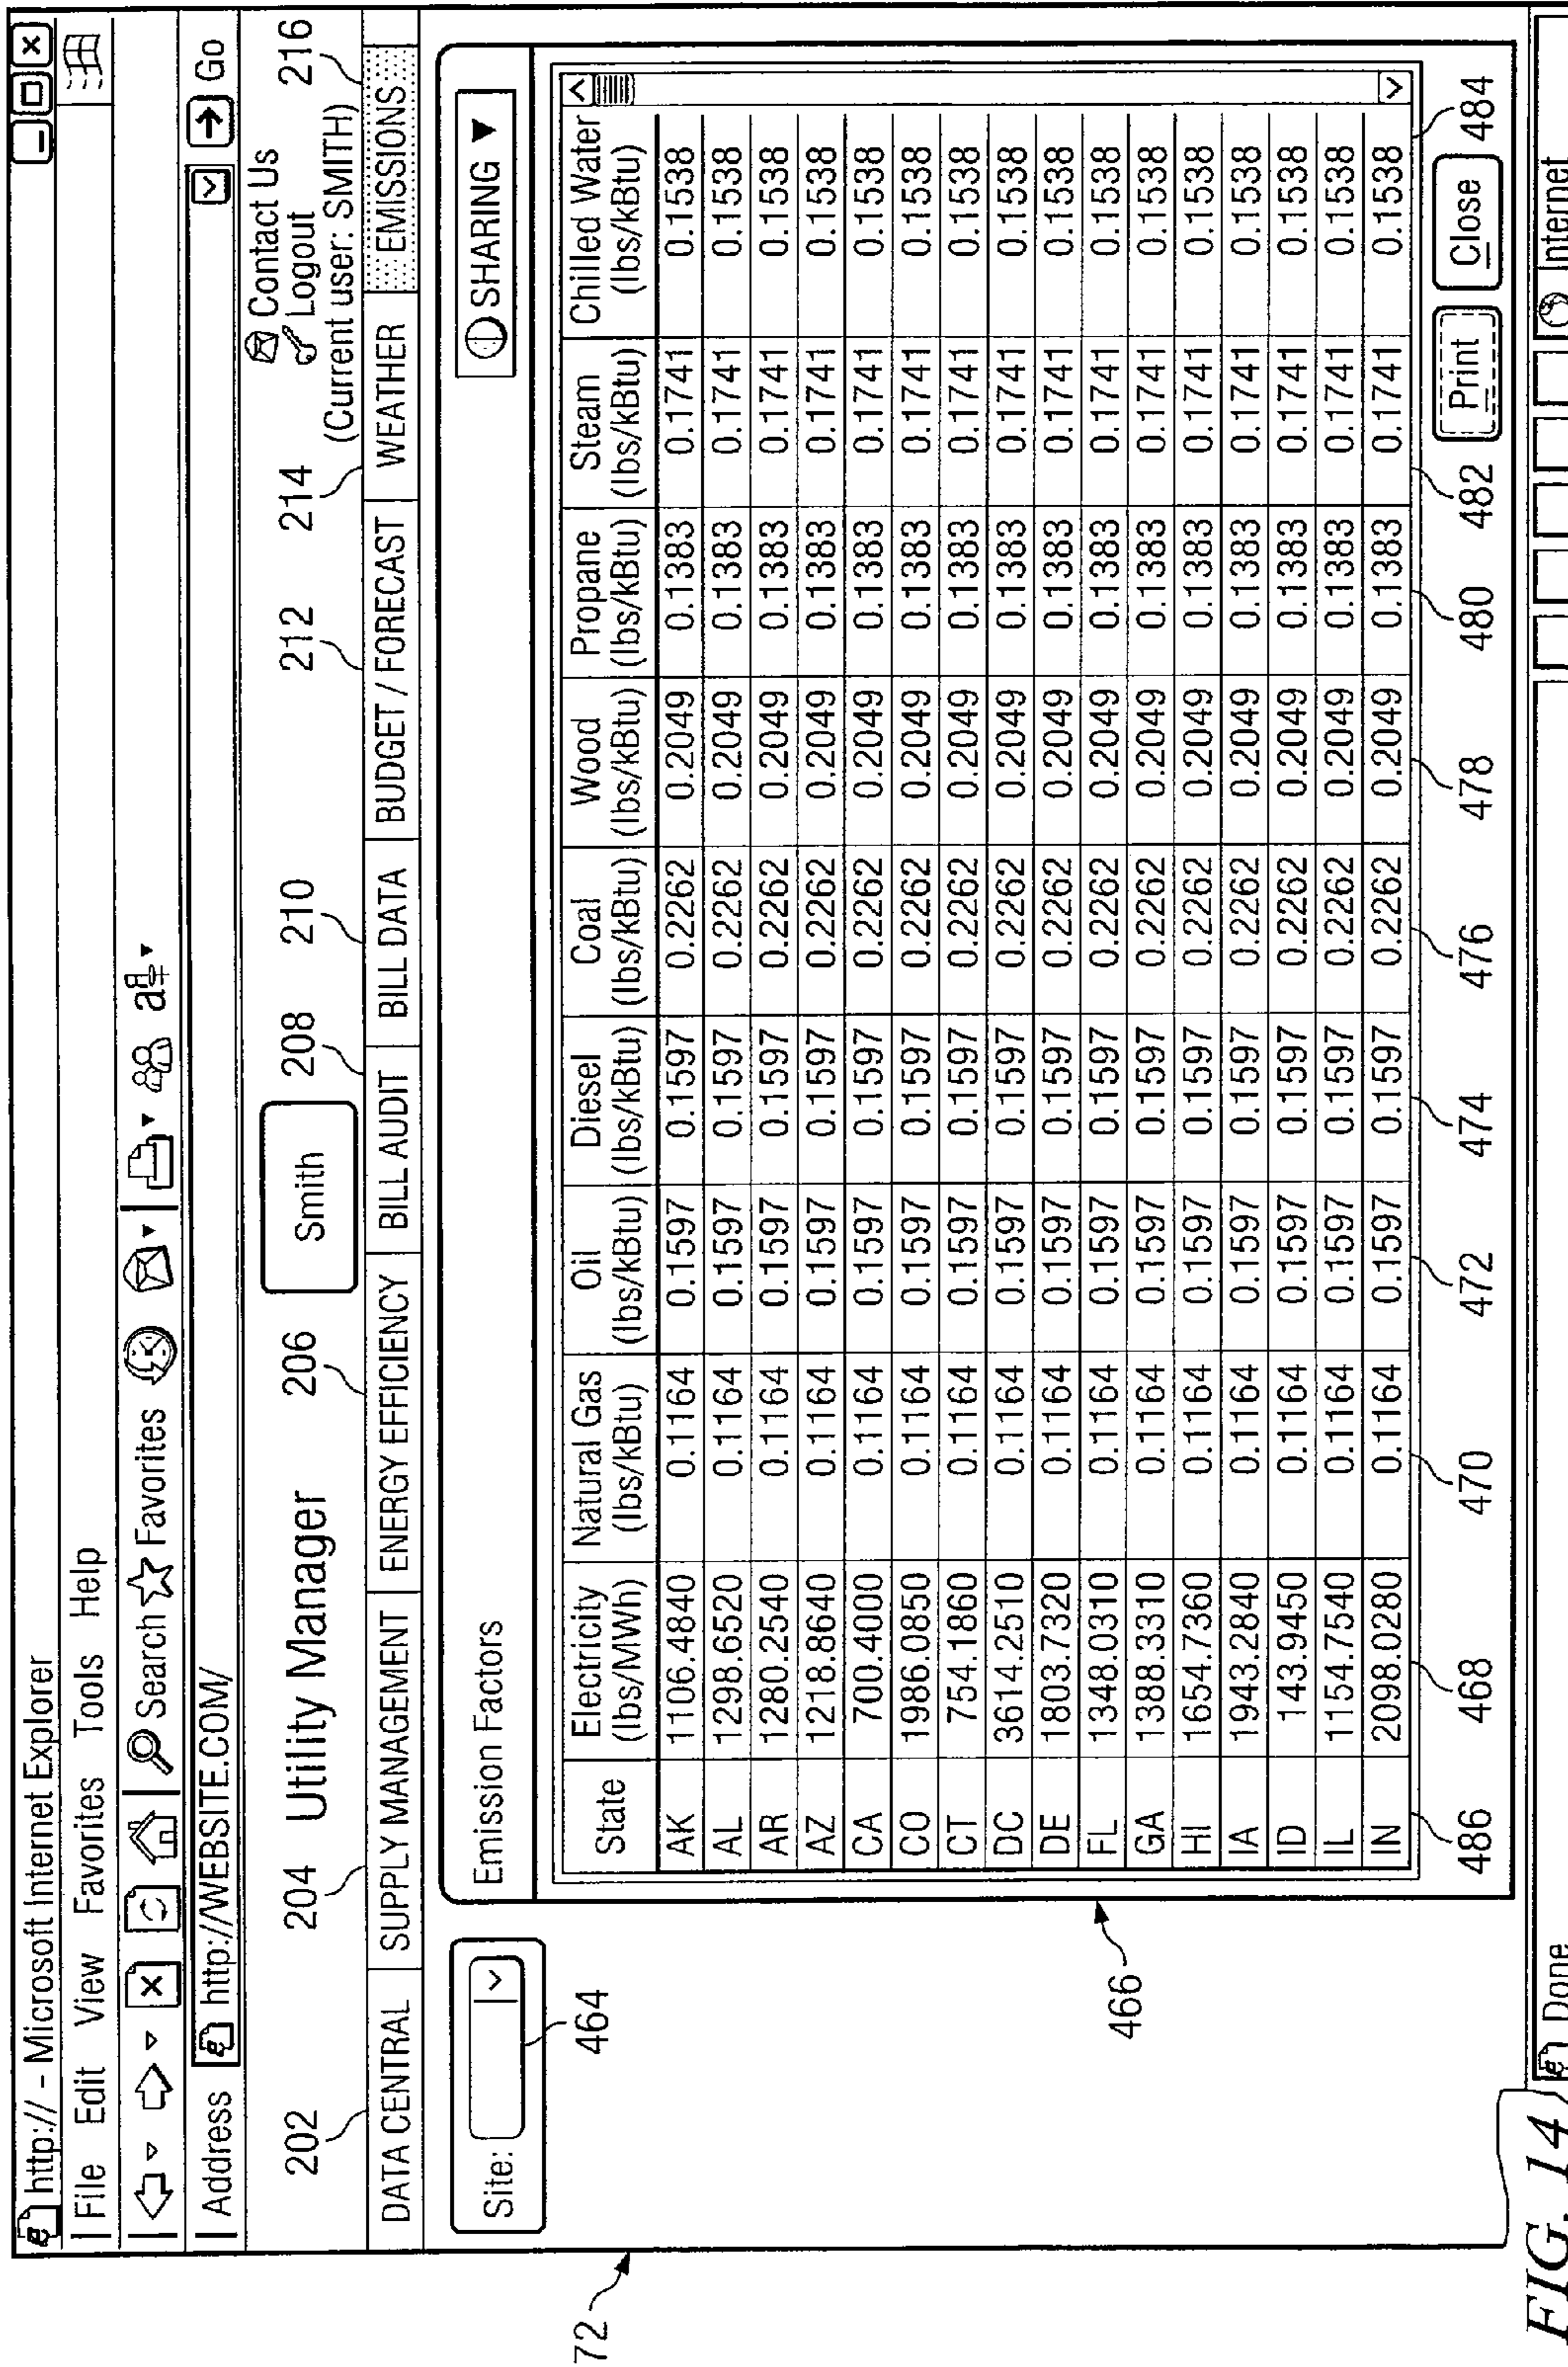 http:// - Microsoft Internet Explorer
File Edit View Favorites Tools Help
Search Favorites
Address http://WEBSITE.COM/ Go
Contact Us
Logout
(Current user: SMITH)
202 204 Utility Manager 206 Smith 208 210 212 214 216
DATA CENTRAL SUPPLY MANAGEMENT ENERGY EFFICIENCY BILL AUDIT BILL DATA BUDGET / FORECAST WEATHER EMISSIONS
Site:
464
72
Emission Factors SHARING
State Electricity (lbs/MWh) Natural Gas (lbs/kBtu) Oil (lbs/kBtu) Diesel (lbs/kBtu) Coal (lbs/kBtu) Wood (lbs/kBtu) Propane (lbs/kBtu) Steam (lbs/kBtu) Chilled Water (lbs/kBtu)
AK 1106.4840 0.1164 0.1597 0.1597 0.2262 0.2049 0.1383 0.1741 0.1538
AL 1298.6520 0.1164 0.1597 0.1597 0.2262 0.2049 0.1383 0.1741 0.1538
AR 1280.2540 0.1164 0.1597 0.1597 0.2262 0.2049 0.1383 0.1741 0.1538
AZ 1218.8640 0.1164 0.1597 0.1597 0.2262 0.2049 0.1383 0.1741 0.1538
CA 700.4000 0.1164 0.1597 0.1597 0.2262 0.2049 0.1383 0.1741 0.1538
CO 1986.0850 0.1164 0.1597 0.1597 0.2262 0.2049 0.1383 0.1741 0.1538
CT 754.1860 0.1164 0.1597 0.1597 0.2262 0.2049 0.1383 0.1741 0.1538
DC 3614.2510 0.1164 0.1597 0.1597 0.2262 0.2049 0.1383 0.1741 0.1538
DE 1803.7320 0.1164 0.1597 0.1597 0.2262 0.2049 0.1383 0.1741 0.1538
FL 1348.0310 0.1164 0.1597 0.1597 0.2262 0.2049 0.1383 0.1741 0.1538
GA 1388.3310 0.1164 0.1597 0.1597 0.2262 0.2049 0.1383 0.1741 0.1538
HI 1654.7360 0.1164 0.1597 0.1597 0.2262 0.2049 0.1383 0.1741 0.1538
IA 1943.2840 0.1164 0.1597 0.1597 0.2262 0.2049 0.1383 0.1741 0.1538
ID 143.9450 0.1164 0.1597 0.1597 0.2262 0.2049 0.1383 0.1741 0.1538
IL 1154.7540 0.1164 0.1597 0.1597 0.2262 0.2049 0.1383 0.1741 0.1538
IN 2098.0280 0.1164 0.1597 0.1597 0.2262 0.2049 0.1383 0.1741 0.1538
466
Print Close
486 468 470 472 474 476 478 480 482 484
Done Internet
FIG. 14